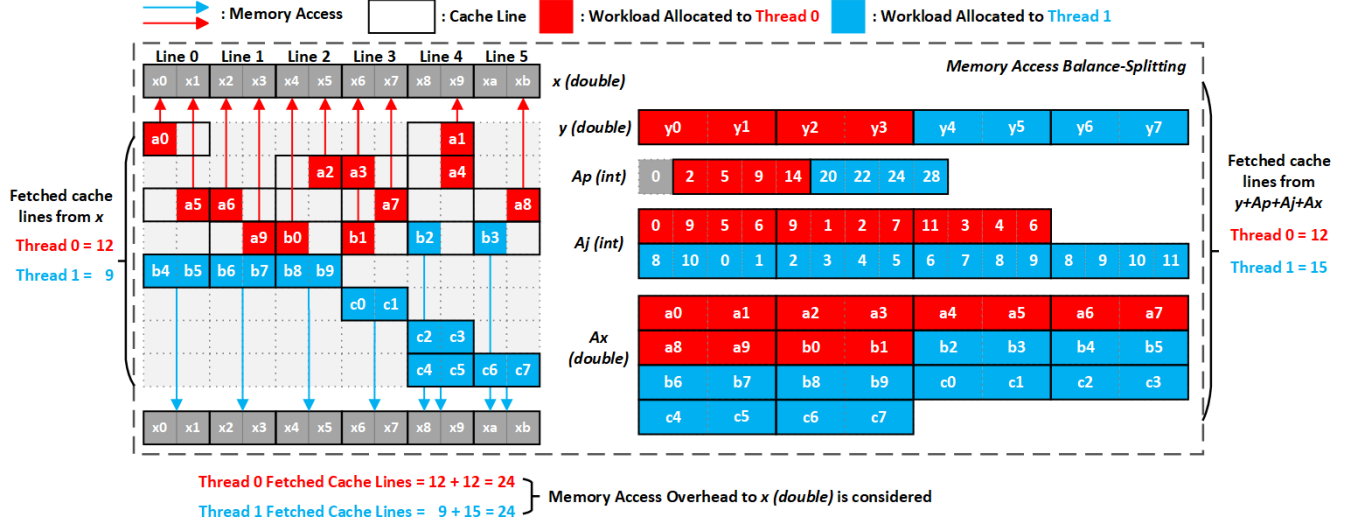 : Memory Access : Cache Line : Workload Allocated to Thread 0 : Workload Allocated to Thread 1
Line 0 Line 1 Line 2 Line 3 Line 4 Line 5
x0 x1 x2 x3 x4 x5 x6 x7 x8 x9 xa xb x (double)
Memory Access Balance-Splitting
a0 a1
a2 a3 a4
a5 a6 a7 a8
a9 b0 b1 b2 b3
b4 b5 b6 b7 b8 b9
c0 c1
c2 c3
c4 c5 c6 c7
x0 x1 x2 x3 x4 x5 x6 x7 x8 x9 xa xb
Fetched cache
lines from x
Thread 0 = 12
Thread 1 = 9
y (double) y0 y1 y2 y3 y4 y5 y6 y7
Ap (int) 0 2 5 9 14 20 22 24 28
Aj (int)
0 9 5 6 9 1 2 7 11 3 4 6
8 10 0 1 2 3 4 5 6 7 8 9 8 9 10 11
Ax
(double)
a0 a1 a2 a3 a4 a5 a6 a7
a8 a9 b0 b1 b2 b3 b4 b5
b6 b7 b8 b9 c0 c1 c2 c3
c4 c5 c6 c7
Fetched cache
lines from
y+Ap+Aj+Ax
Thread 0 = 12
Thread 1 = 15
Thread 0 Fetched Cache Lines = 12 + 12 = 24
Thread 1 Fetched Cache Lines = 9 + 15 = 24
Memory Access Overhead to x (double) is considered